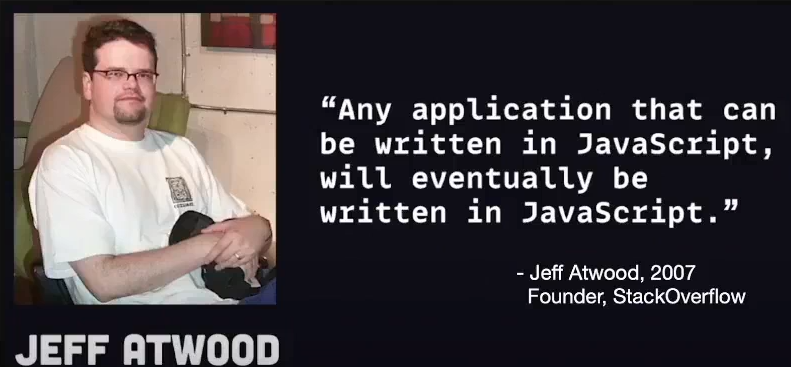 “Any application that can
be written in JavaScript,
will eventually be
written in JavaScript.”
- Jeff Atwood, 2007
Founder, StackOverflow
JEFF ATWOOD